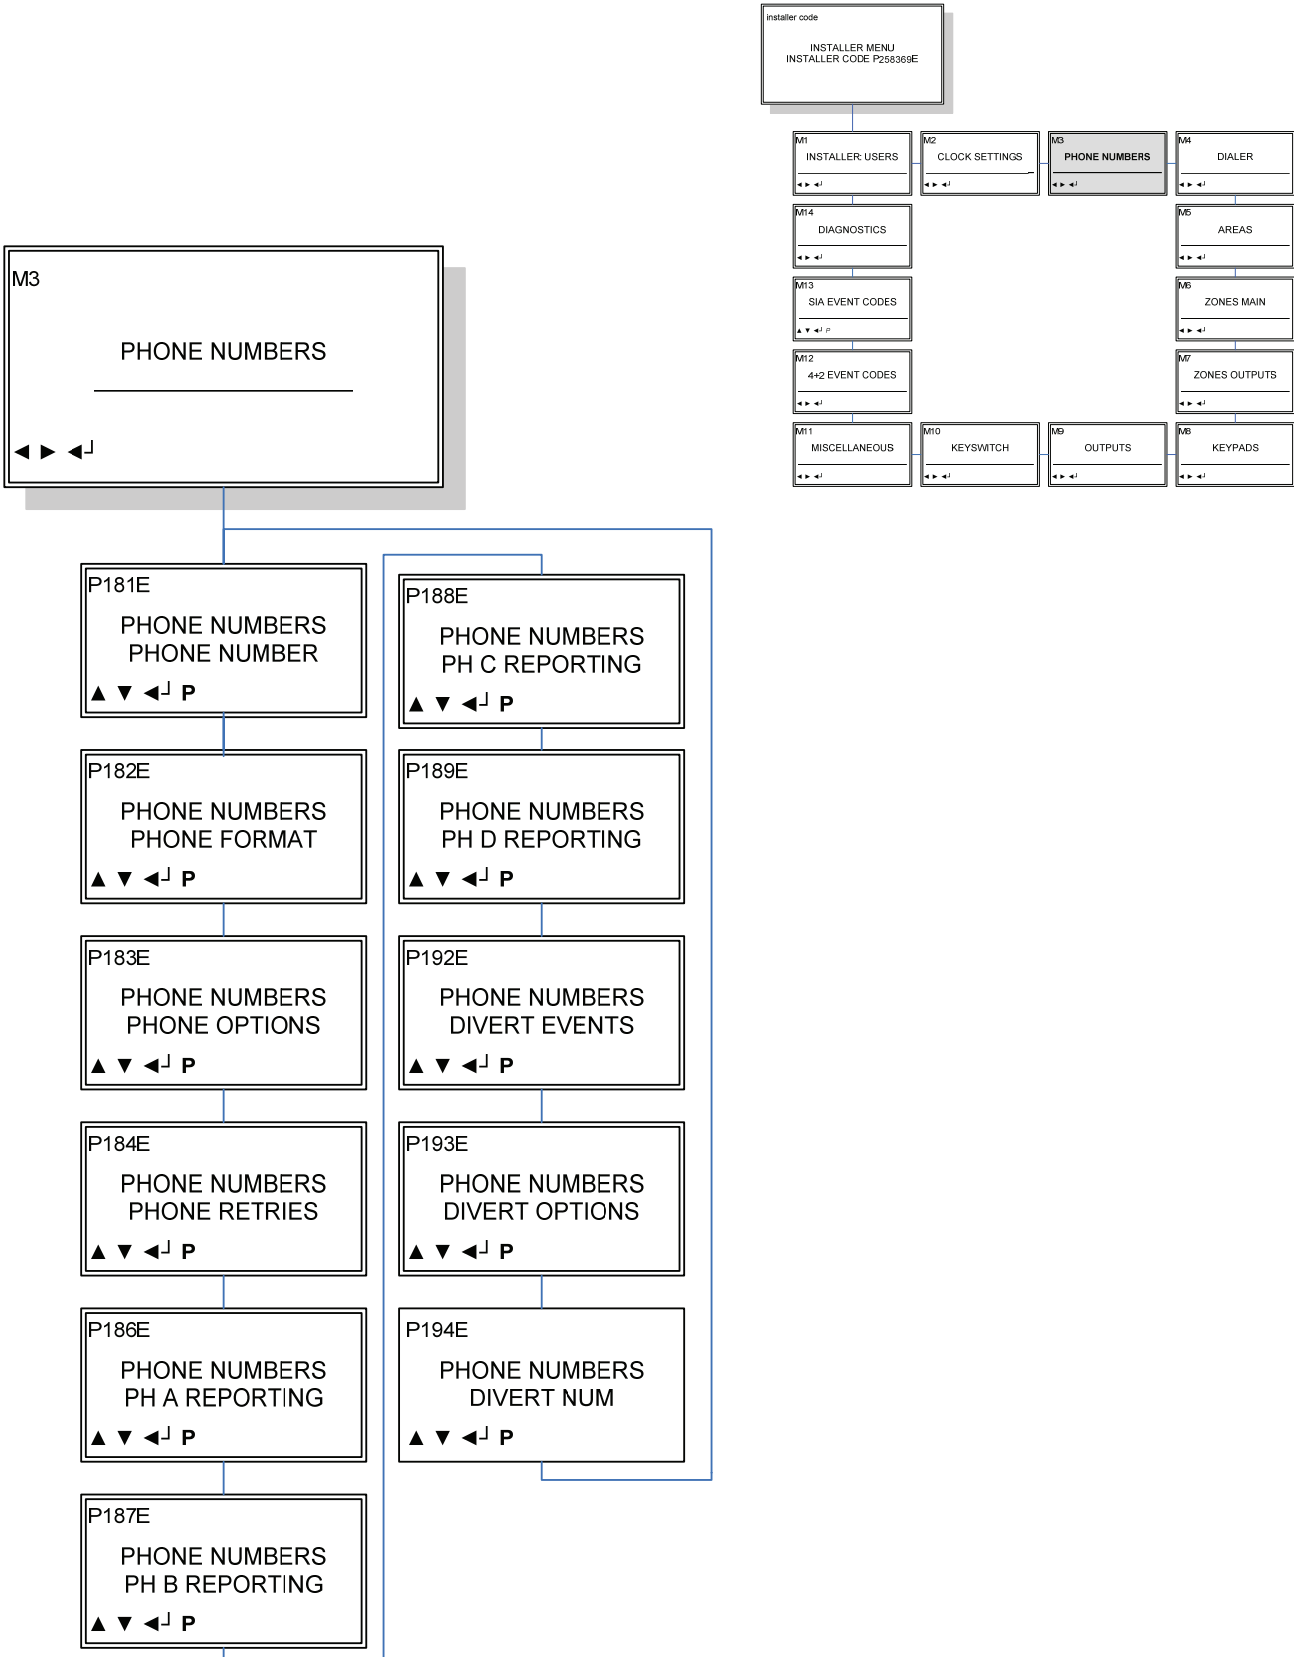 installer code
INSTALLER MENU
INSTALLER CODE P258369E
M1
INSTALLER: USERS
◄ ► ◄┘
M2
CLOCK SETTINGS
◄ ► ◄┘
M3
PHONE NUMBERS
◄ ► ◄┘
M4
DIALER
◄ ► ◄┘
M14
DIAGNOSTICS
◄ ► ◄┘
M5
AREAS
◄ ► ◄┘
M13
SIA EVENT CODES
▲ ▼ ◄┘ P
M6
ZONES MAIN
◄ ► ◄┘
M12
4+2 EVENT CODES
◄ ► ◄┘
M7
ZONES OUTPUTS
◄ ► ◄┘
M11
MISCELLANEOUS
◄ ► ◄┘
M10
KEYSWITCH
◄ ► ◄┘
M9
OUTPUTS
◄ ► ◄┘
M8
KEYPADS
◄ ► ◄┘
M3
PHONE NUMBERS
◄ ► ◄┘
P181E
PHONE NUMBERS
PHONE NUMBER
▲ ▼ ◄┘ P
P182E
PHONE NUMBERS
PHONE FORMAT
▲ ▼ ◄┘ P
P183E
PHONE NUMBERS
PHONE OPTIONS
▲ ▼ ◄┘ P
P184E
PHONE NUMBERS
PHONE RETRIES
▲ ▼ ◄┘ P
P186E
PHONE NUMBERS
PH A REPORTING
▲ ▼ ◄┘ P
P187E
PHONE NUMBERS
PH B REPORTING
▲ ▼ ◄┘ P
P188E
PHONE NUMBERS
PH C REPORTING
▲ ▼ ◄┘ P
P189E
PHONE NUMBERS
PH D REPORTING
▲ ▼ ◄┘ P
P192E
PHONE NUMBERS
DIVERT EVENTS
▲ ▼ ◄┘ P
P193E
PHONE NUMBERS
DIVERT OPTIONS
▲ ▼ ◄┘ P
P194E
PHONE NUMBERS
DIVERT NUM
▲ ▼ ◄┘ P